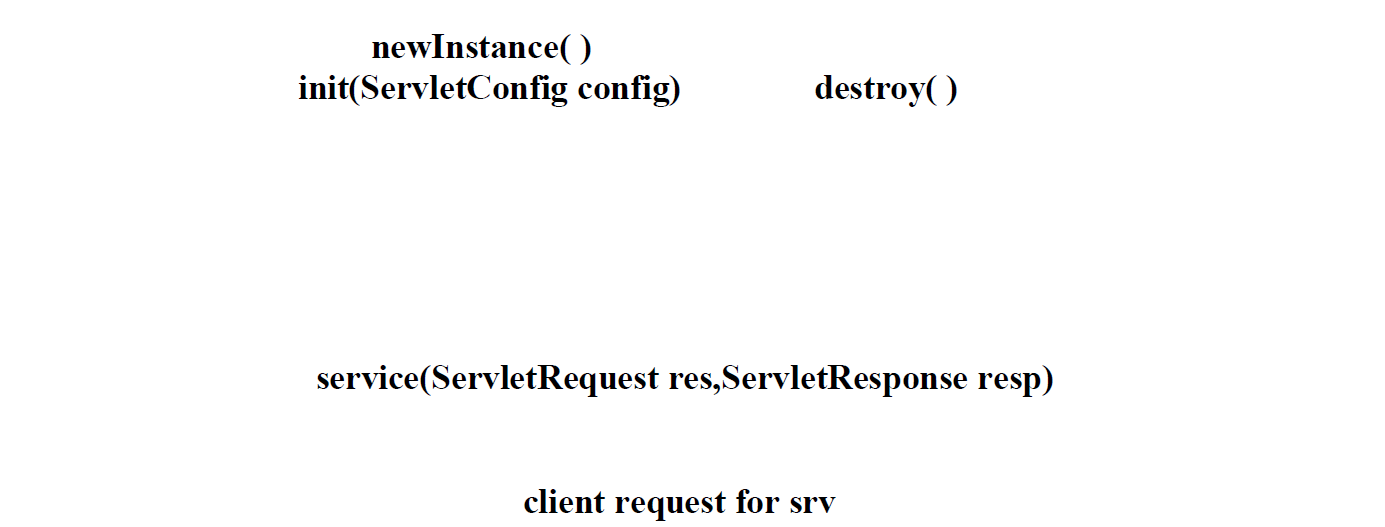 newInstance( )
init(ServletConfig config) destroy( )
service(ServletRequest res,ServletResponse resp)
client request for srv